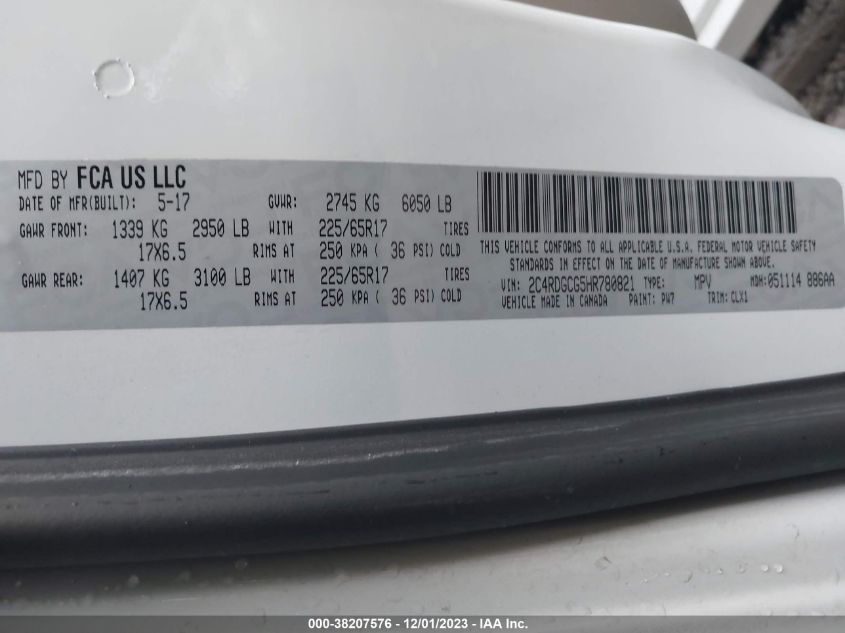 MFD BY FCA US LLC
DATE OF MFR(BUILT): 5-17 GVWR: 2745 KG 6050 LB
GAWR FRONT: 1339 KG 2950 LB WITH 225/65R17 TIRES
17X6.5 RIMS AT 250 KPA ( 36 PSI) COLD
GAWR REAR: 1407 KG 3100 LB WITH 225/65R17 TIRES
17X6.5 RIMS AT 250 KPA ( 36 PSI) COLD
THIS VEHICLE CONFORMS TO ALL APPLICABLE U.S.A. FEDERAL MOTOR VEHICLE SAFETY
STANDARDS IN EFFECT ON THE DATE OF MANUFACTURE SHOWN ABOVE.
VIN: 2C4RDGCG5HR780821 TYPE: MPV MDH: 051114 886AA
VEHICLE MADE IN CANADA PAINT: PW7 TRIM: CLX1
000-38207576 - 12/01/2023 - IAA Inc.